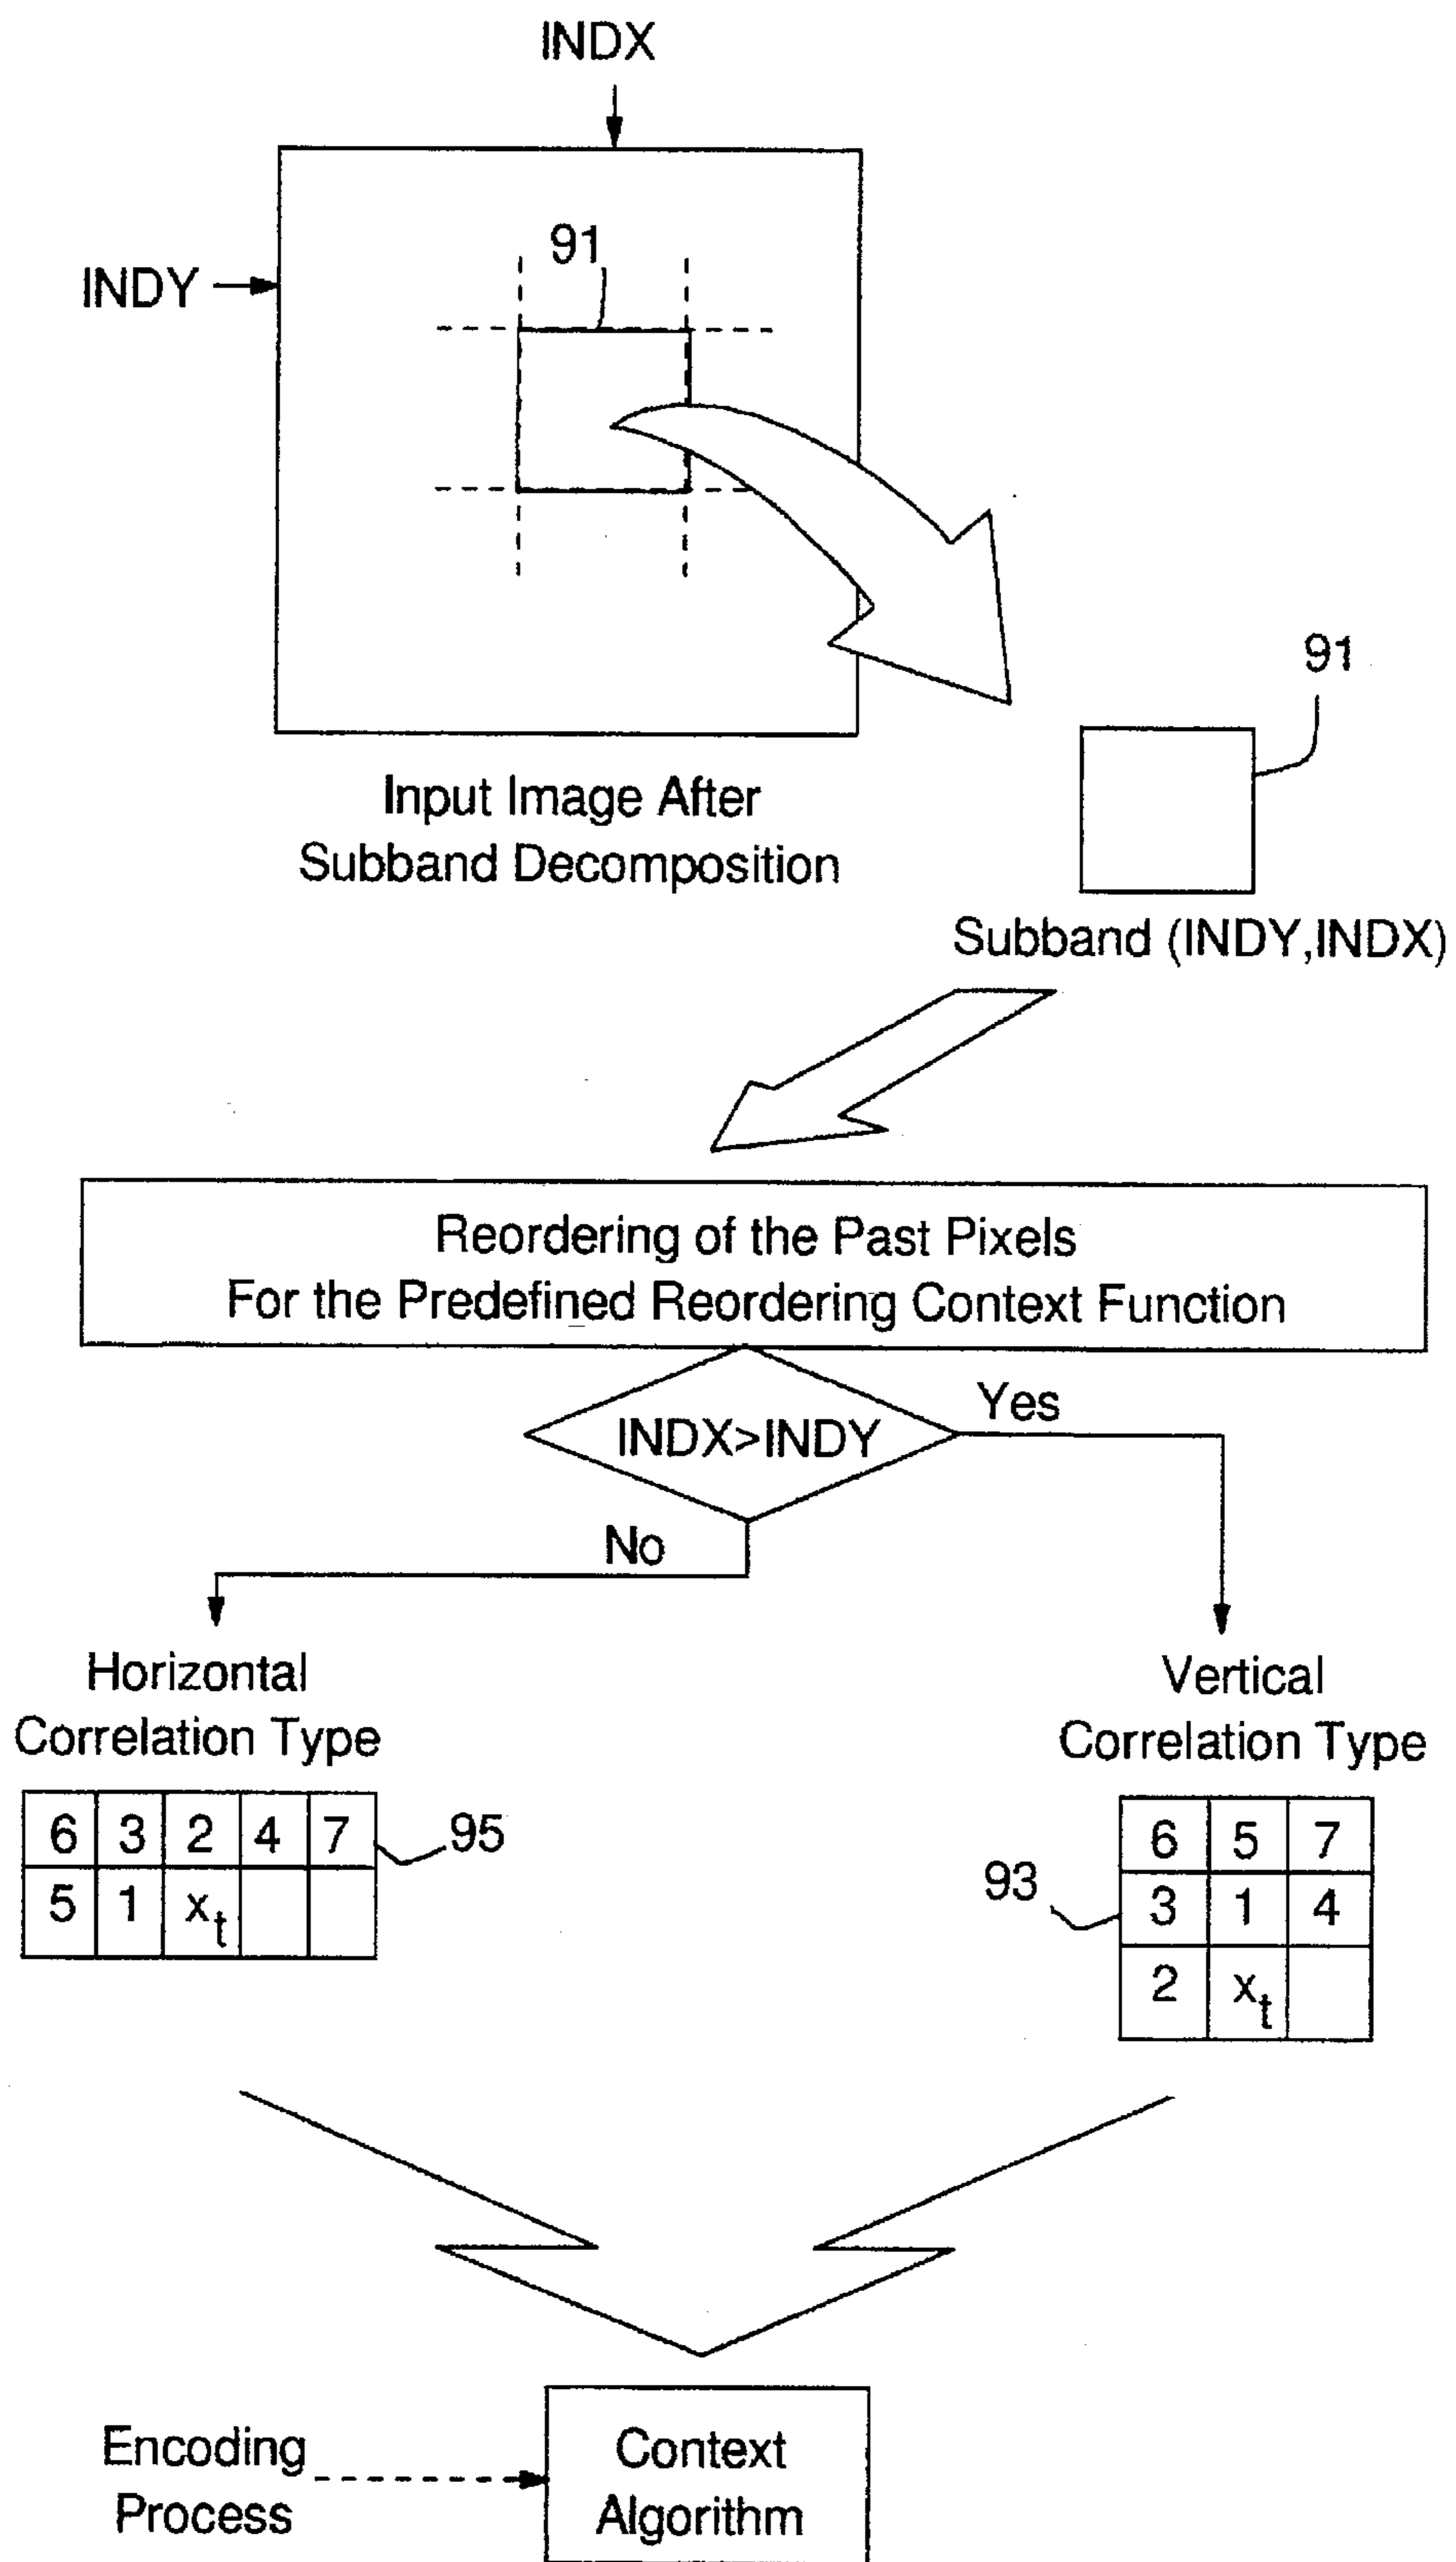 INDX
INDY
91
91
Input Image After
Subband Decomposition
Subband (INDY,INDX)
Reordering of the Past Pixels
For the Predefined Reordering Context Function
INDX>INDY
Yes
No
Horizontal
Correlation Type
6 3 2 4 7
5 1 xt
95
Vertical
Correlation Type
6 5 7
3 1 4
2 xt
93
Encoding
Process
Context
Algorithm